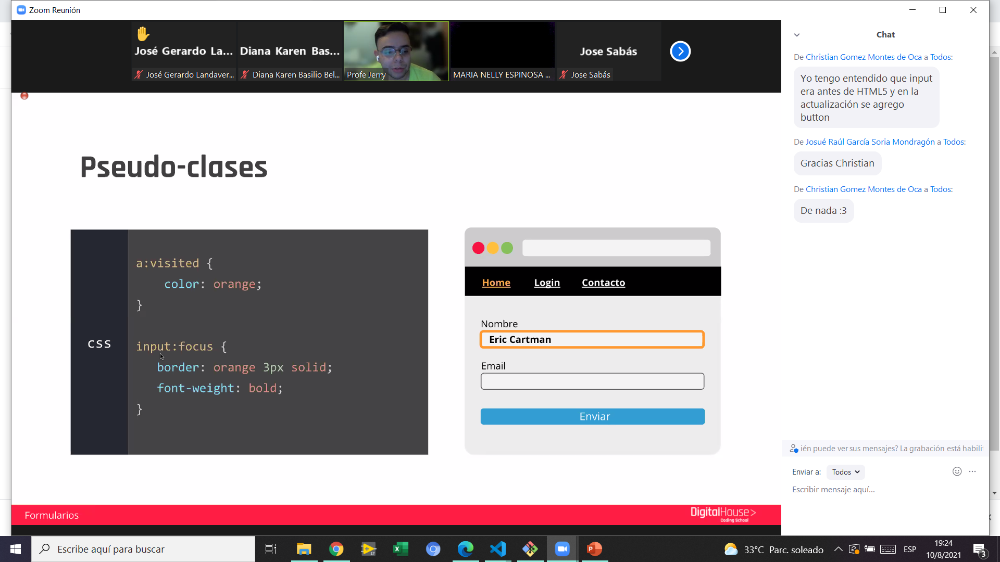 Zoom Reunión
José Gerardo La...
Diana Karen Bas...
Jose Sabás
José Gerardo Landaver...
Diana Karen Basilio Bel...
Profe Jerry
MARIA NELLY ESPINOSA ...
Jose Sabás
Chat
De Christian Gomez Montes de Oca a Todos:
Yo tengo entendido que input
era antes de HTML5 y en la
actualización se agrego
button
De Josué Raúl García Soria Mondragón a Todos:
Gracias Christian
De Christian Gomez Montes de Oca a Todos:
De nada :3
Pseudo-clases
css
a:visited {
color: orange;
}
input:focus {
border: orange 3px solid;
font-weight: bold;
}
Home Login Contacto
Nombre
Eric Cartman
Email
Enviar
ién puede ver sus mensajes? La grabación está habilit
Enviar a: Todos
Escribir mensaje aquí...
Formularios
DigitalHouse>
Coding School
Escribe aquí para buscar
17
33°C Parc. soleado
ESP
19:24
10/8/2021
3